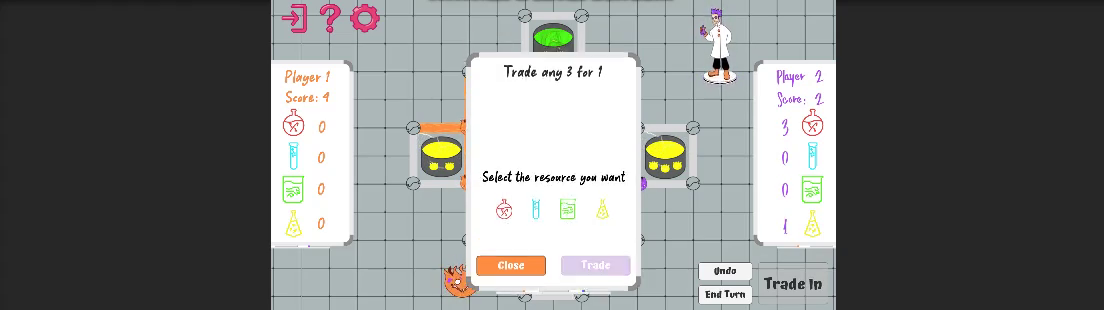 ?
Player 1
Score: 4
0
0
0
0
Trade any 3 for 1
Select the resource you want
Close
Trade
Player 2
Score: 2
3
0
0
1
Undo
End Turn
Trade In